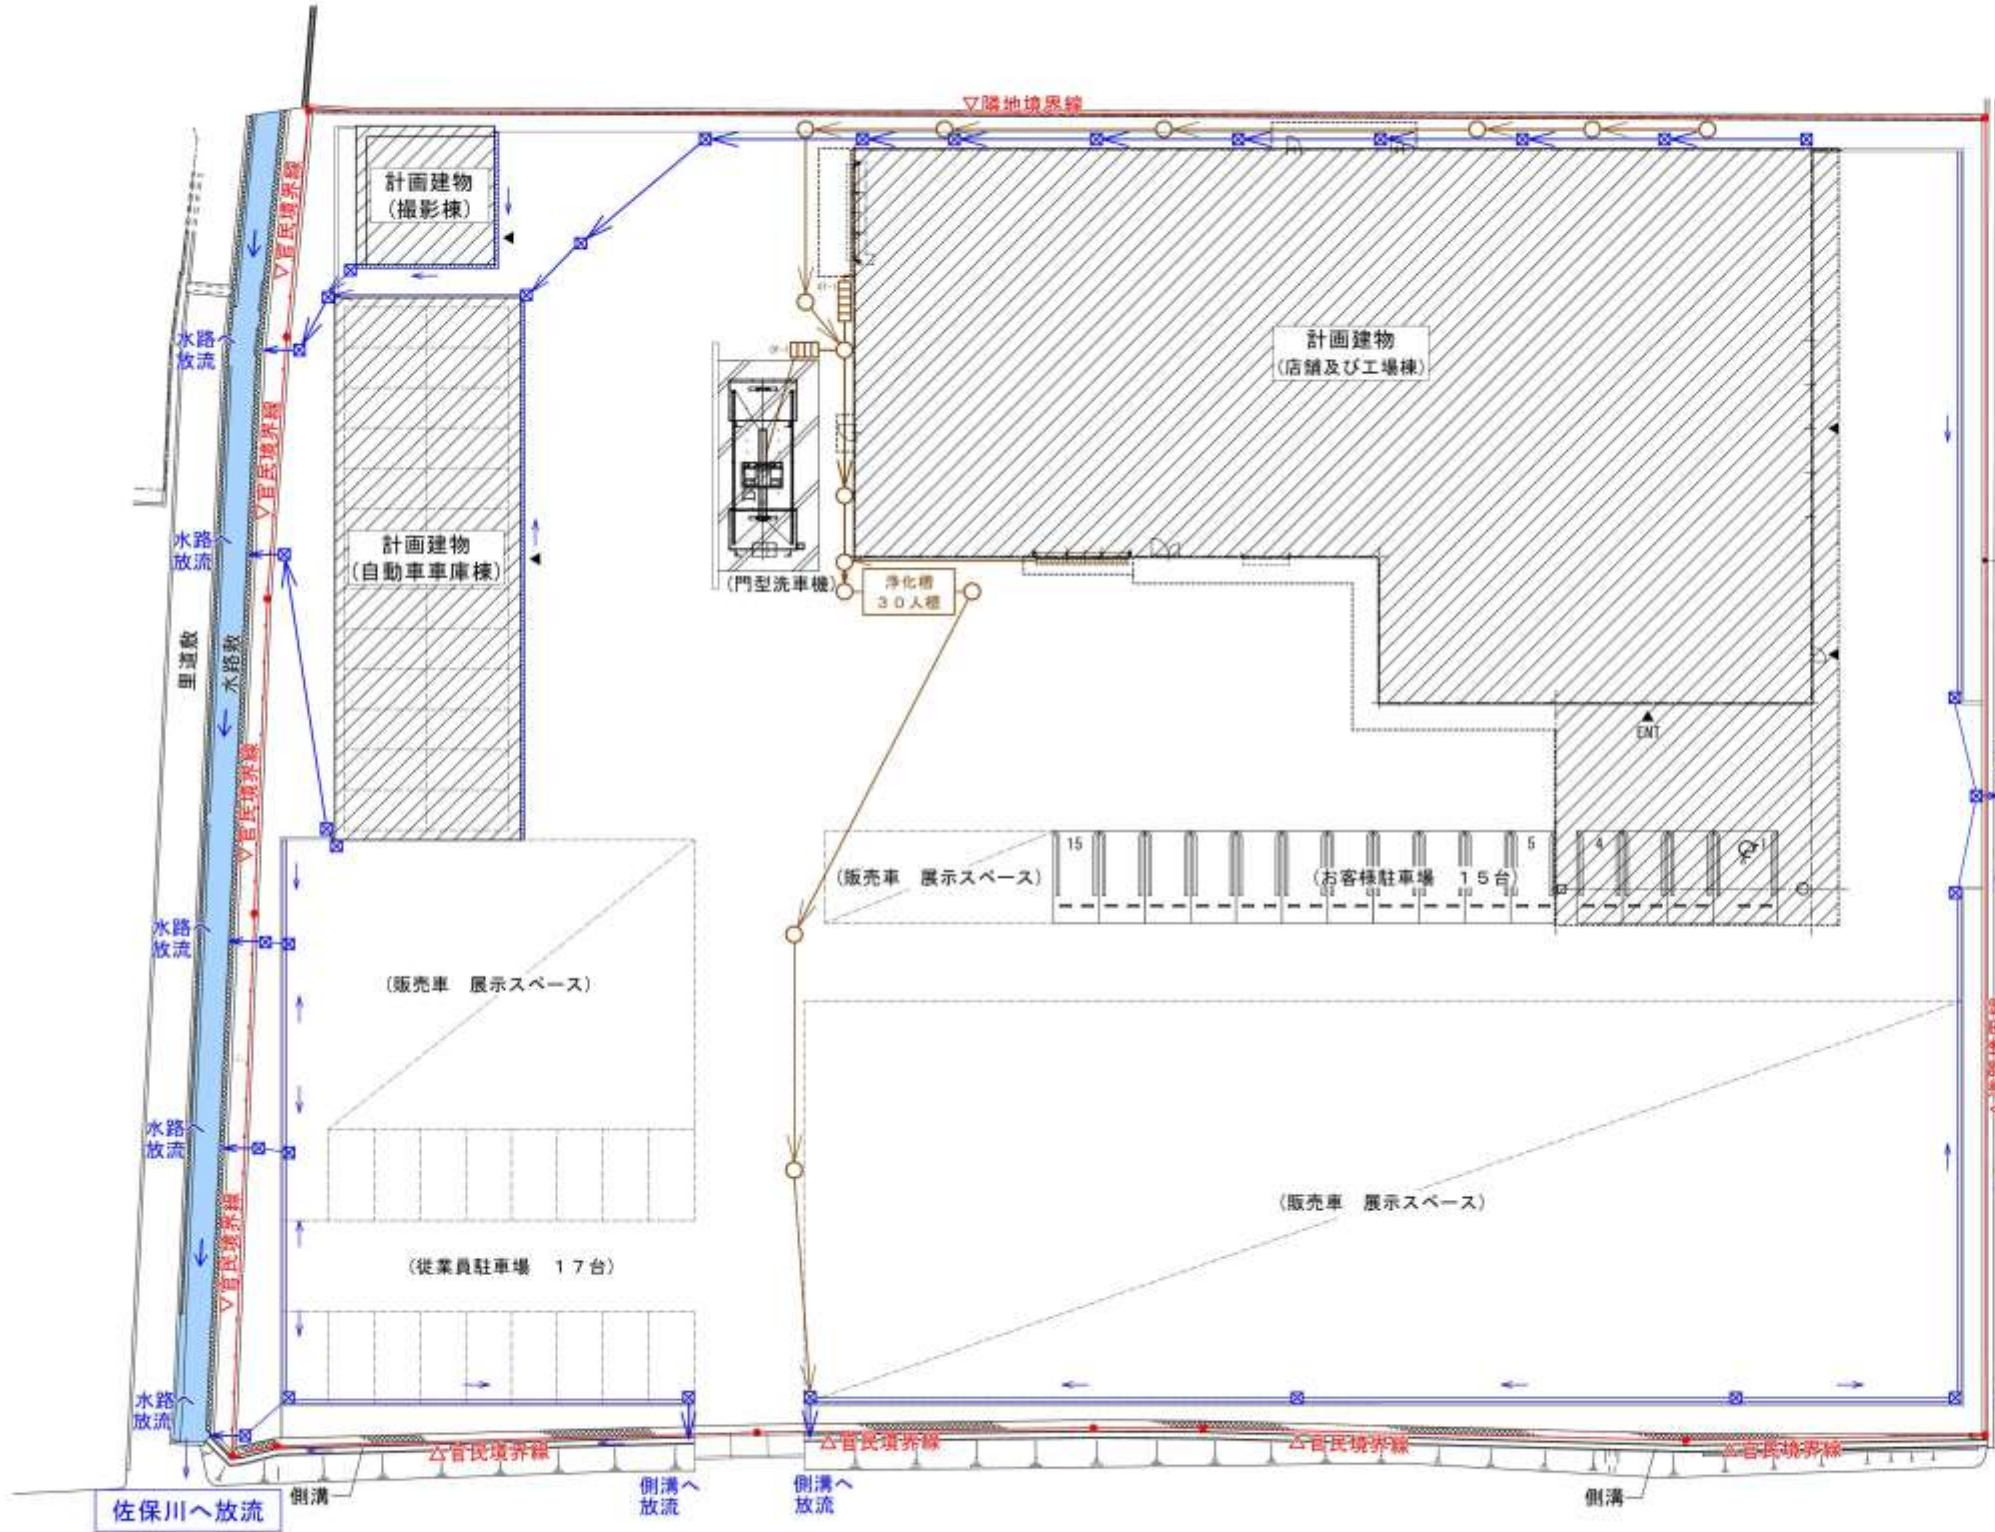 ▽隣地境界線
計画建物
(撮影棟)
▽官民境界線
水路へ
放流
計画建物
(店舗及び工場棟)
▽官民境界線
水路へ
放流
計画建物
(自動車車庫棟)
(門型洗車機)
浄化槽
30人槽
里道敷
水路敷
ENT
▽官民境界線
(販売車 展示スペース)
15
5
4
1
(お客様駐車場 15台)
水路へ
放流
(販売車 展示スペース)
水路へ
放流
▽官民境界線
(販売車 展示スペース)
(従業員駐車場 17台)
水路へ
放流
△官民境界線
△官民境界線
△官民境界線
△官民境界線
側溝
側溝へ
放流
側溝へ
放流
側溝
佐保川へ放流